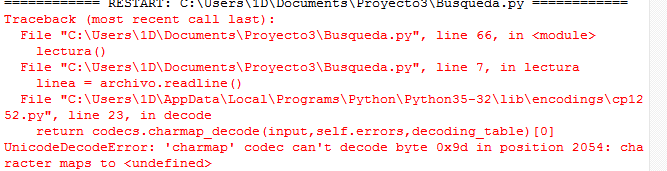 ============= RESTART: C:\Users\1D\Documents\Proyecto3\Busqueda.py =============
Traceback (most recent call last):
  File "C:\Users\1D\Documents\Proyecto3\Busqueda.py", line 66, in <module>
    lectura()
  File "C:\Users\1D\Documents\Proyecto3\Busqueda.py", line 7, in lectura
    linea = archivo.readline()
  File "C:\Users\1D\AppData\Local\Programs\Python\Python35-32\lib\encodings\cp12
52.py", line 23, in decode
    return codecs.charmap_decode(input,self.errors,decoding_table)[0]
UnicodeDecodeError: 'charmap' codec can't decode byte 0x9d in position 2054: cha
racter maps to <undefined>